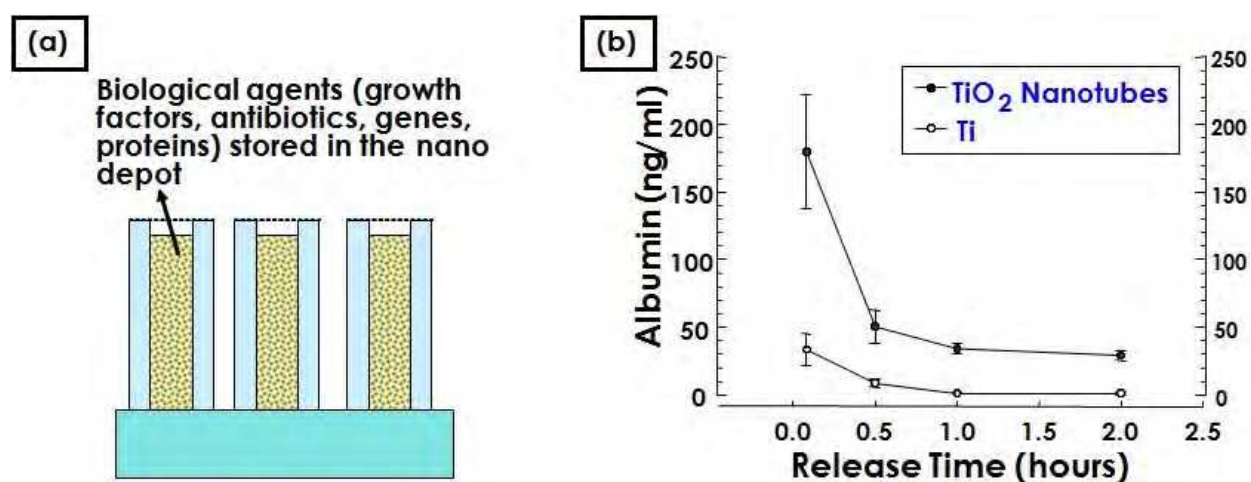 (a)
Biological agents (growth
factors, antibiotics, genes,
proteins) stored in the nano
depot
(b)
TiO2 Nanotubes
Ti
Albumin (ng/ml)
250
200
150
100
50
0
250
200
150
100
50
0
0.0 0.5 1.0 1.5 2.0 2.5
Release Time (hours)